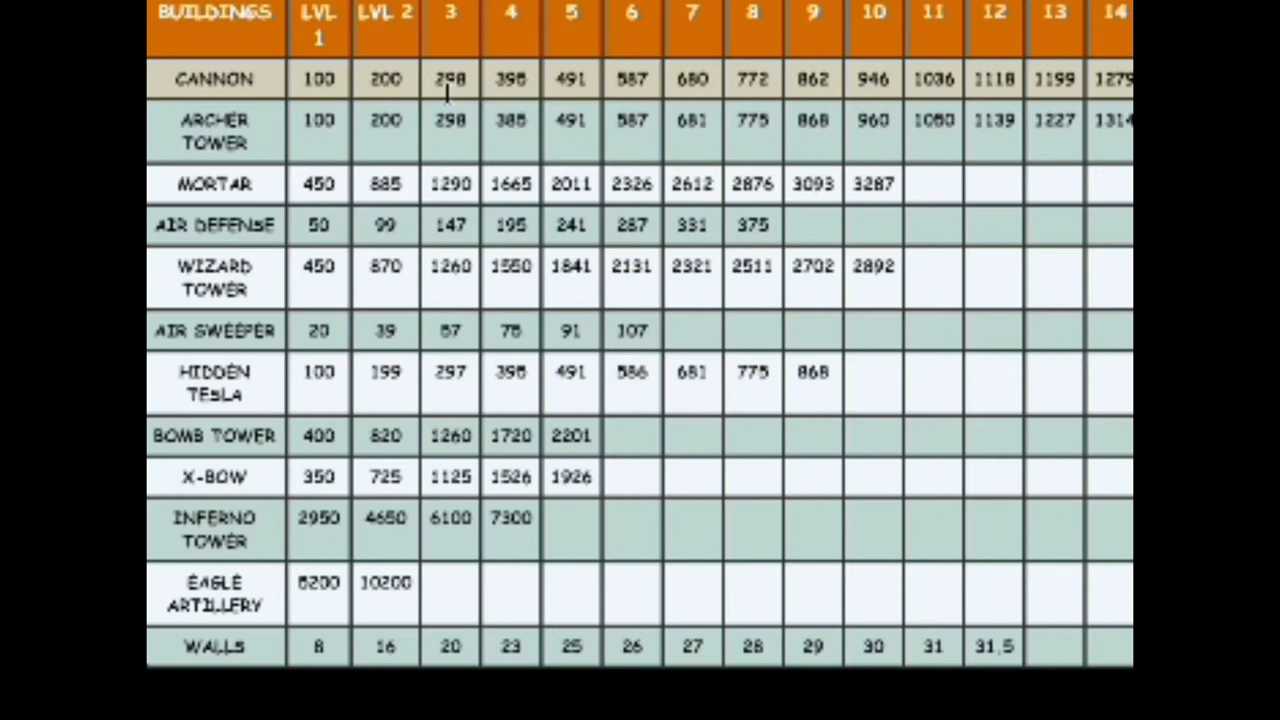 BUILDINGS LVL 1 LVL 2 3 4 5 6 7 8 9 10 11 12 13 14
CANNON 100 200 298 395 491 587 680 772 862 946 1036 1118 1199 1279
ARCHER TOWER 100 200 298 385 491 587 681 775 868 960 1050 1139 1227 1314
MORTAR 450 885 1290 1665 2011 2326 2612 2876 3093 3287
AIR DEFENSE 50 99 147 195 241 287 331 375
WIZARD TOWER 450 870 1260 1550 1841 2131 2321 2511 2702 2892
AIR SWEEPER 20 39 57 75 91 107
HIDDEN TESLA 100 199 297 395 491 586 681 775 868
BOMB TOWER 400 820 1260 1720 2201
X-BOW 350 725 1125 1526 1926
INFERNO TOWER 2950 4650 6100 7300
EAGLE ARTILLERY 5200 10200
WALLS 8 16 20 23 25 26 27 28 29 30 31 31,5